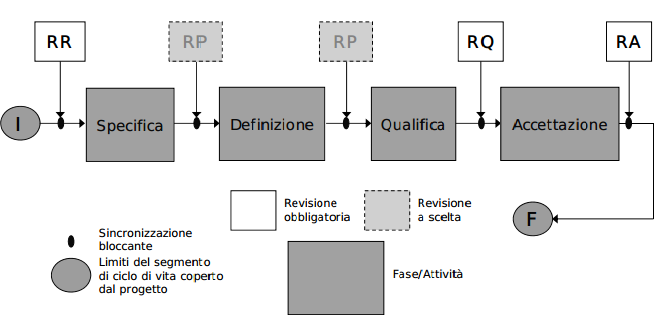 RR
RP
RP
RQ
RA
I
Specifica
Definizione
Qualifica
Accettazione
Revisione
obbligatoria
Revisione
a scelta
F
Sincronizzazione
bloccante
Limiti del segmento
di ciclo di vita coperto
dal progetto
Fase/Attività